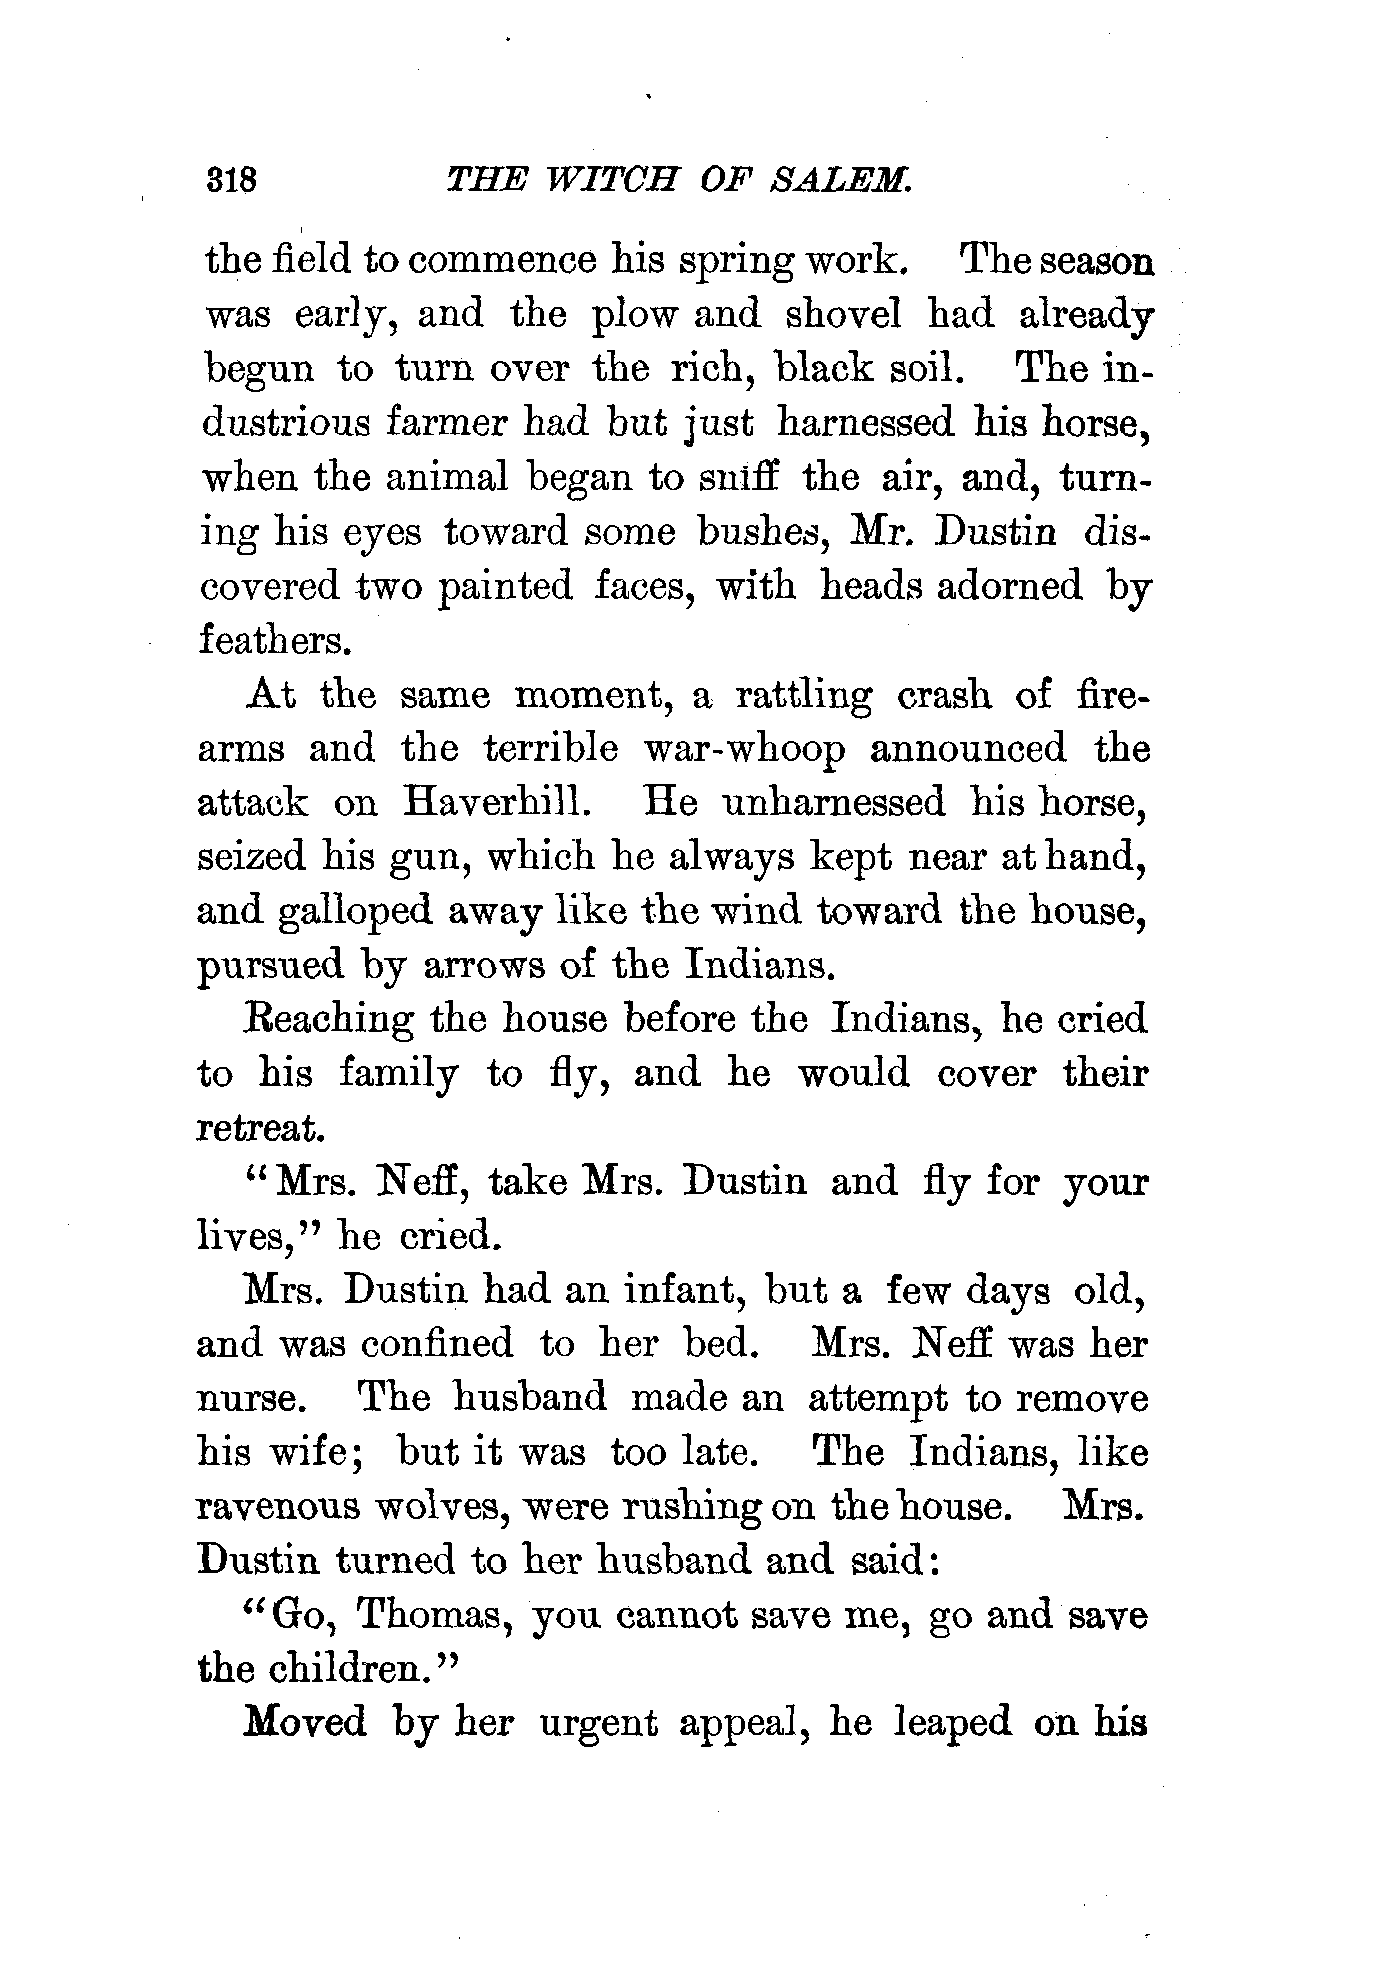 318 THE WITCH OF SALEM.
the field to commence his spring work. The season
was early, and the plow and shovel had already
begun to turn over the rich, black soil. The in-
dustrious farmer had but just harnessed his horse,
when the animal began to sniff the air, and, turn-
ing his eyes toward some bushes, Mr. Dustin dis-
covered two painted faces, with heads adorned by
feathers.
At the same moment, a rattling crash of fire-
arms and the terrible war-whoop announced the
attack on Haverhill. He unharnessed his horse,
seized his gun, which he always kept near at hand,
and galloped away like the wind toward the house,
pursued by arrows of the Indians.
Reaching the house before the Indians, he cried
to his family to fly, and he would cover their
retreat.
"Mrs. Neff, take Mrs. Dustin and fly for your
lives," he cried.
Mrs. Dustin had an infant, but a few days old,
and was confined to her bed. Mrs. Neff was her
nurse. The husband made an attempt to remove
his wife; but it was too late. The Indians, like
ravenous wolves, were rushing on the house. Mrs.
Dustin turned to her husband and said:
"Go, Thomas, you cannot save me, go and save
the children."
Moved by her urgent appeal, he leaped on his